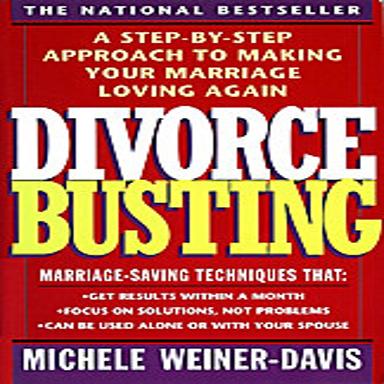 THE NATIONAL BESTSELLER
A STEP-BY-STEP
APPROACH TO MAKING
YOUR MARRIAGE
LOVING AGAIN
DIVORCE
BUSTING
MARRIAGE-SAVING TECHNIQUES THAT:
•GET RESULTS WITHIN A MONTH
•FOCUS ON SOLUTIONS, NOT PROBLEMS
•CAN BE USED ALONE OR WITH YOUR SPOUSE
MICHELE WEINER-DAVIS